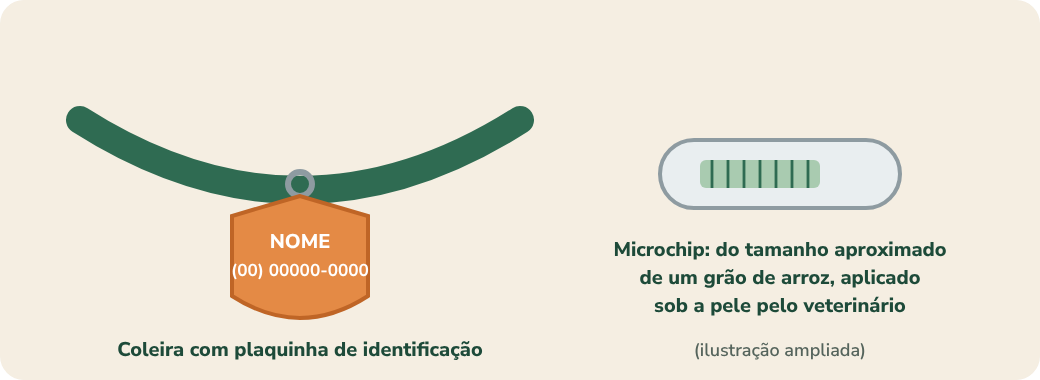 NOME
(00) 00000-0000
Coleira com plaquinha de identificação
Microchip: do tamanho aproximado
de um grão de arroz, aplicado
sob a pele pelo veterinário
(ilustração ampliada)